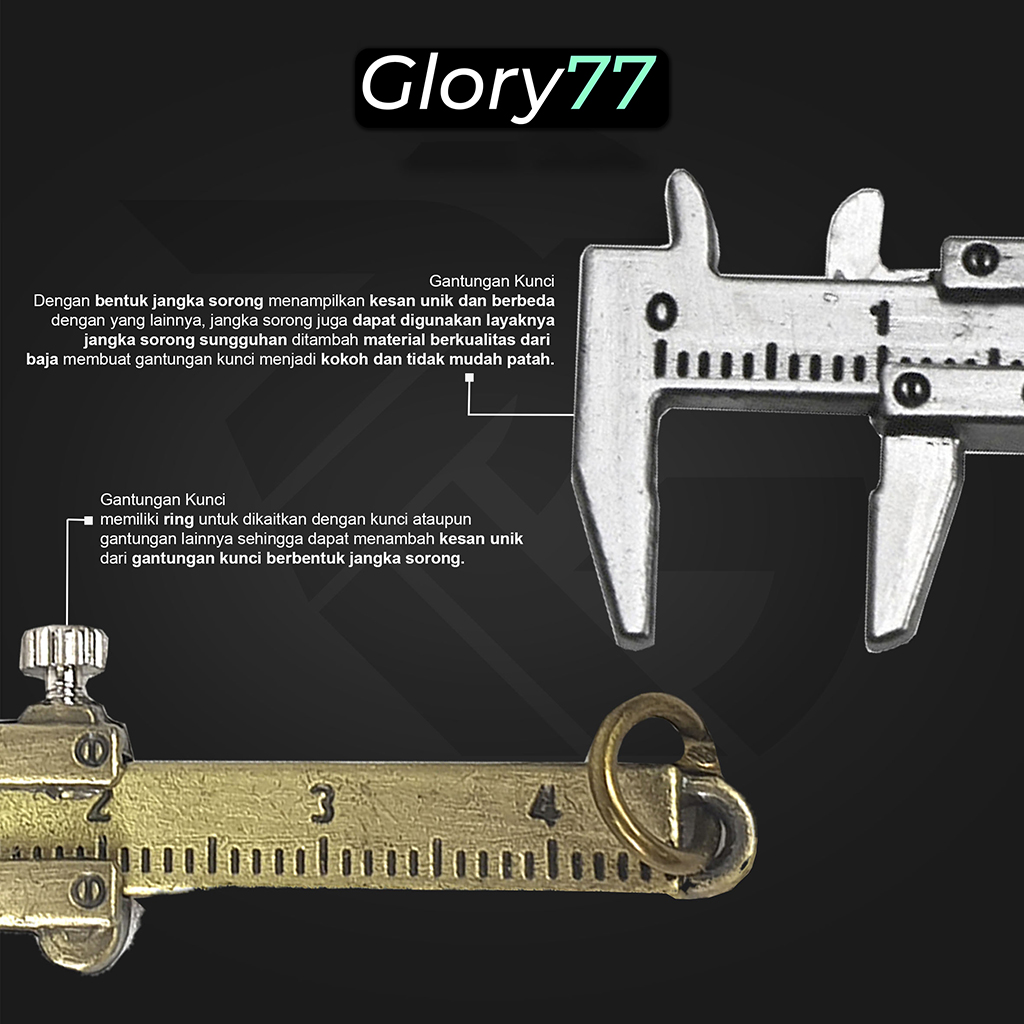 Glory77
Gantungan Kunci
Dengan bentuk jangka sorong menampilkan kesan unik dan berbeda
dengan yang lainnya, jangka sorong juga dapat digunakan layaknya
jangka sorong sungguhan ditambah material berkualitas dari
baja membuat gantungan kunci menjadi kokoh dan tidak mudah patah.
0 1
Gantungan Kunci
memiliki ring untuk dikaitkan dengan kunci ataupun
gantungan lainnya sehingga dapat menambah kesan unik
dari gantungan kunci berbentuk jangka sorong.
2 3 4